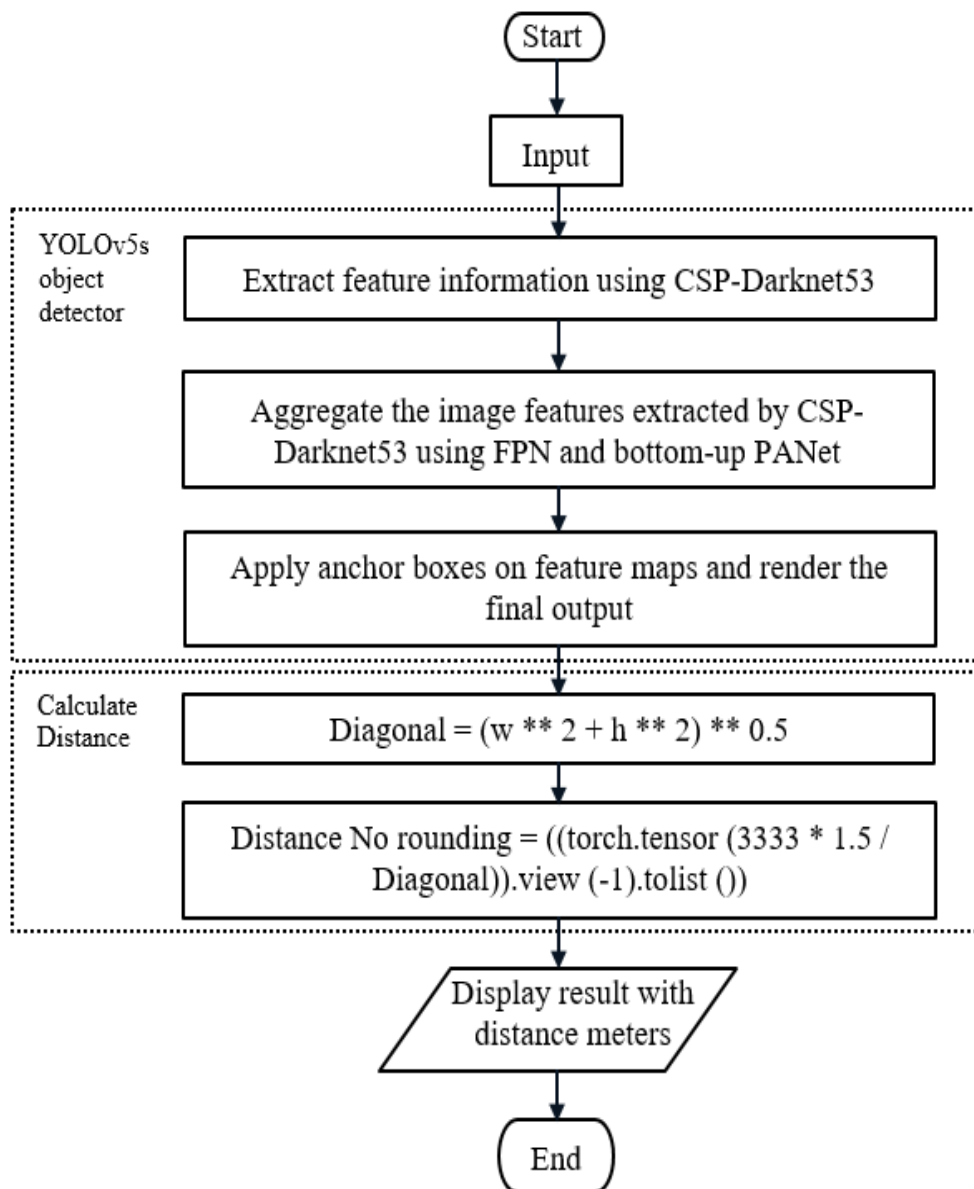 Start
Input
YOLOv5s
object
detector
Extract feature information using CSP-Darknet53
Aggregate the image features extracted by CSP-
Darknet53 using FPN and bottom-up PANet
Apply anchor boxes on feature maps and render the
final output
Calculate
Distance
Diagonal = (w ** 2 + h ** 2) ** 0.5
Distance No rounding = ((torch.tensor (3333 * 1.5 /
Diagonal)).view (-1).tolist ())
Display result with
distance meters
End